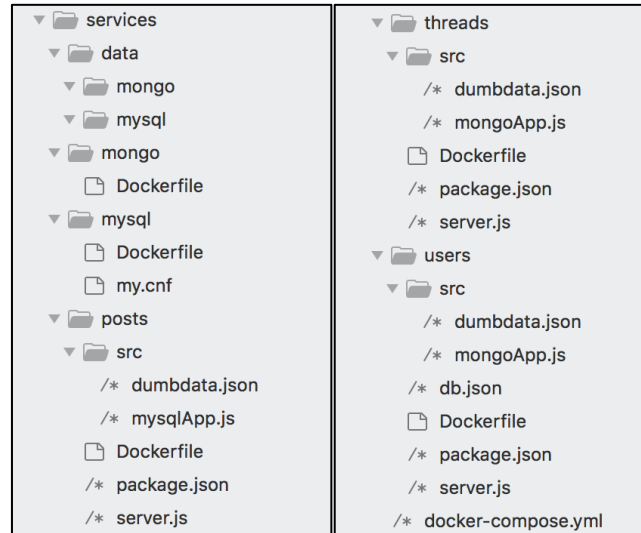 services
data
mongo
mysql
mongo
Dockerfile
mysql
Dockerfile
my.cnf
posts
src
/* dumbdata.json
/* mysqlApp.js
Dockerfile
/* package.json
/* server.js
threads
src
/* dumbdata.json
/* mongoApp.js
Dockerfile
/* package.json
/* server.js
users
src
/* dumbdata.json
/* mongoApp.js
/* db.json
Dockerfile
/* package.json
/* server.js
/* docker-compose.yml